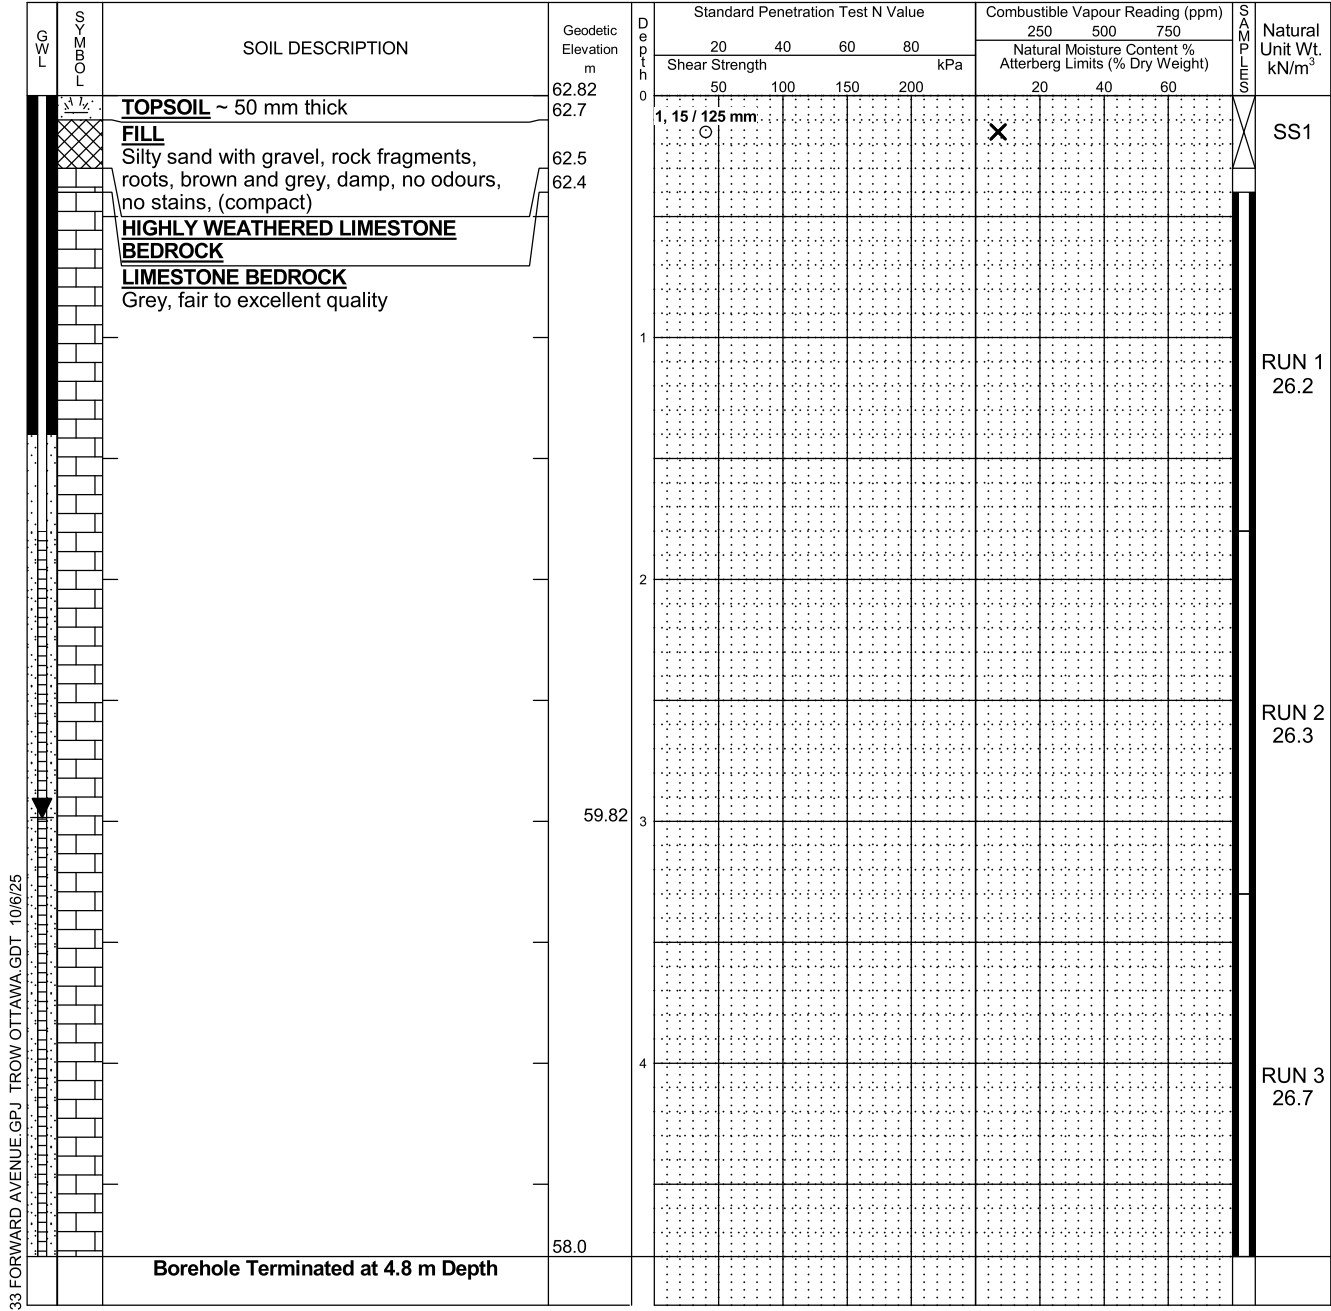 GWL
SYMBOL
SOIL DESCRIPTION
Geodetic
Elevation
m
Depth
Standard Penetration Test N Value
20 40 60 80
Shear Strength kPa
50 100 150 200
Combustible Vapour Reading (ppm)
250 500 750
Natural Moisture Content %
Atterberg Limits (% Dry Weight)
20 40 60
SAMPLES
Natural
Unit Wt.
kN/m³
62.82
0
TOPSOIL ~ 50 mm thick
62.7
1, 15 / 125 mm
SS1
FILL
Silty sand with gravel, rock fragments,
62.5
roots, brown and grey, damp, no odours,
62.4
no stains, (compact)
HIGHLY WEATHERED LIMESTONE
BEDROCK
LIMESTONE BEDROCK
Grey, fair to excellent quality
1
RUN 1
26.2
2
RUN 2
26.3
59.82
3
4
RUN 3
26.7
58.0
Borehole Terminated at 4.8 m Depth
33 FORWARD AVENUE.GPJ TROW OTTAWA.GDT 10/6/25